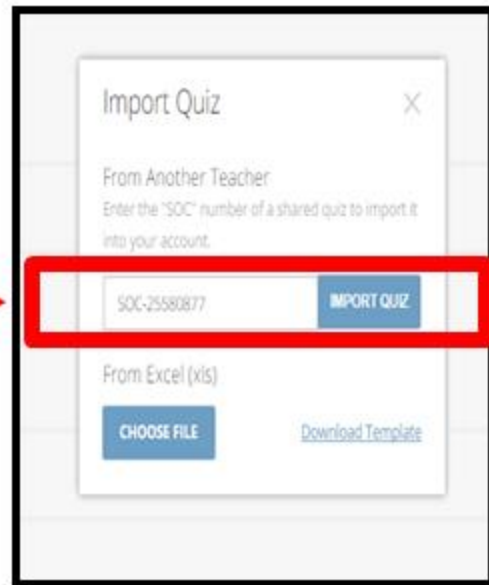 Import Quiz
From Another Teacher
Enter the "SOC" number of a shared quiz to import it
into your account.
SOC-25580877 IMPORT QUIZ
From Excel (xls)
CHOOSE FILE Download Template